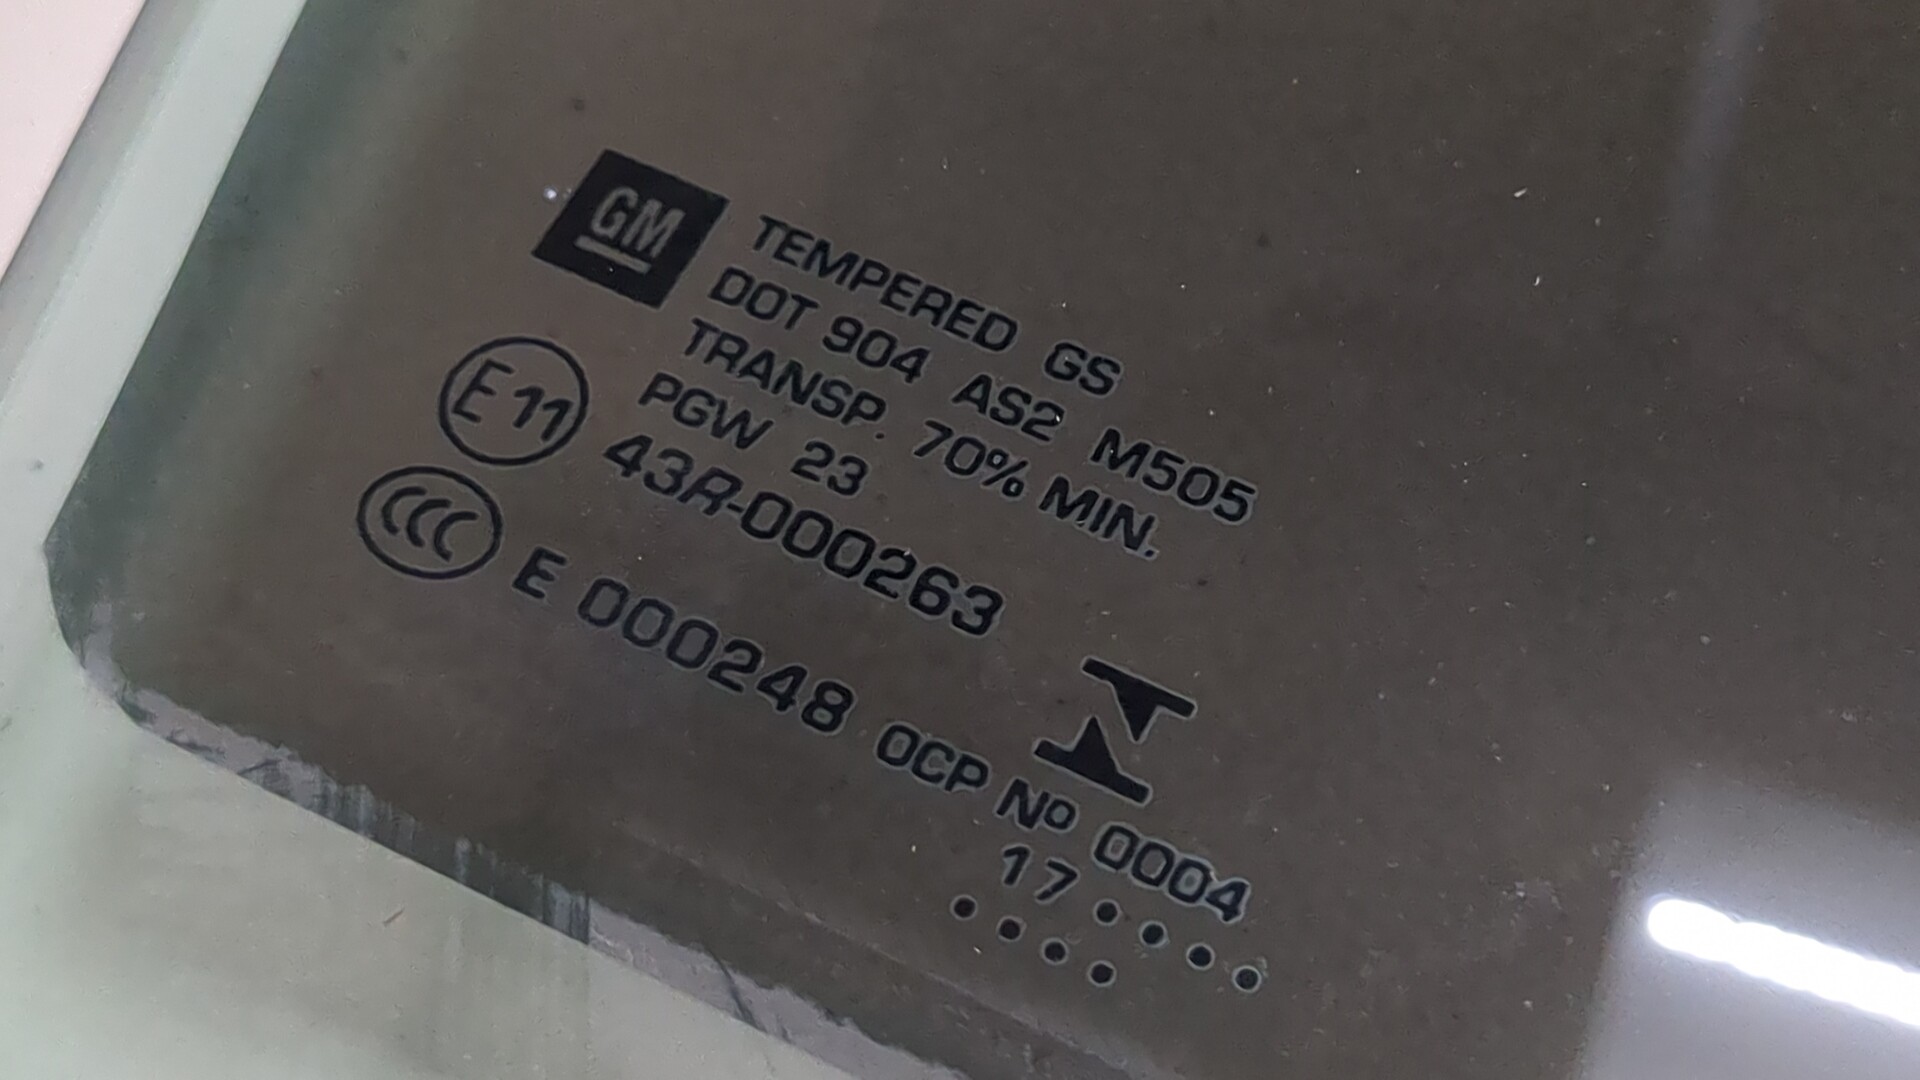 GM
TEMPERED GS
DOT 904 AS2 M505
TRANSP. 70% MIN.
PGW 23
E11 43R-000263
CCC E 000248
OCP Nº 0004
17